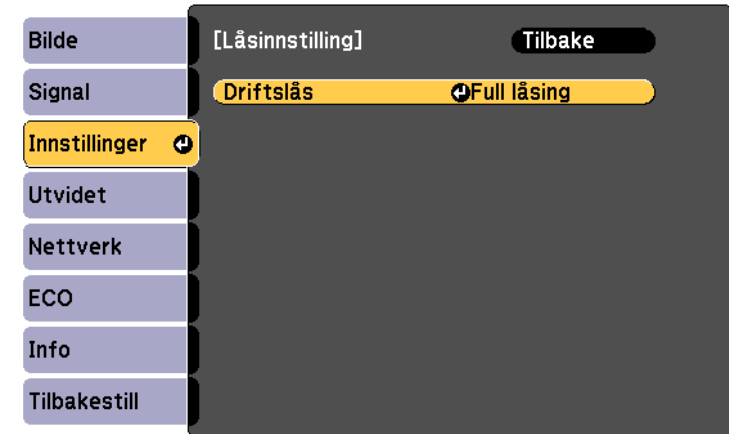 Bilde
Signal
Innstillinger
Utvidet
Nettverk
ECO
Info
Tilbakestill
[Låsinnstilling] Tilbake
Driftslås Full låsing